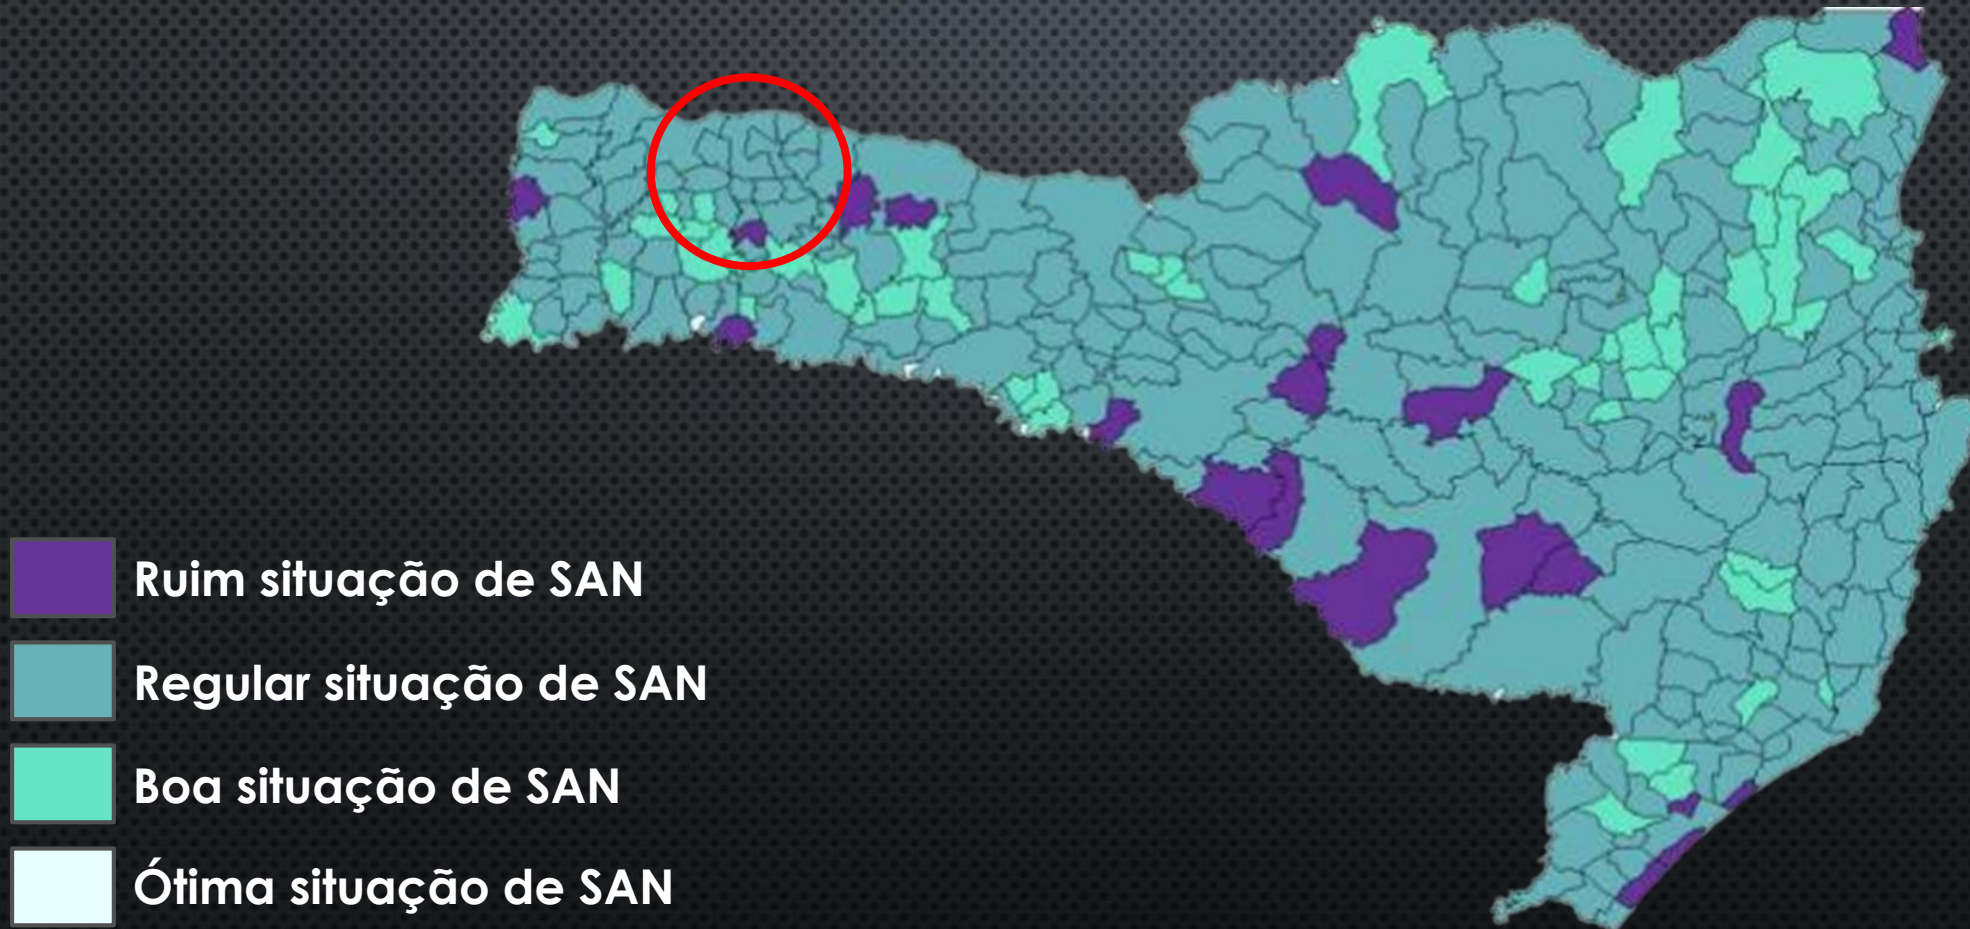 Ruim situação de SAN
Regular situação de SAN
Boa situação de SAN
Ótima situação de SAN